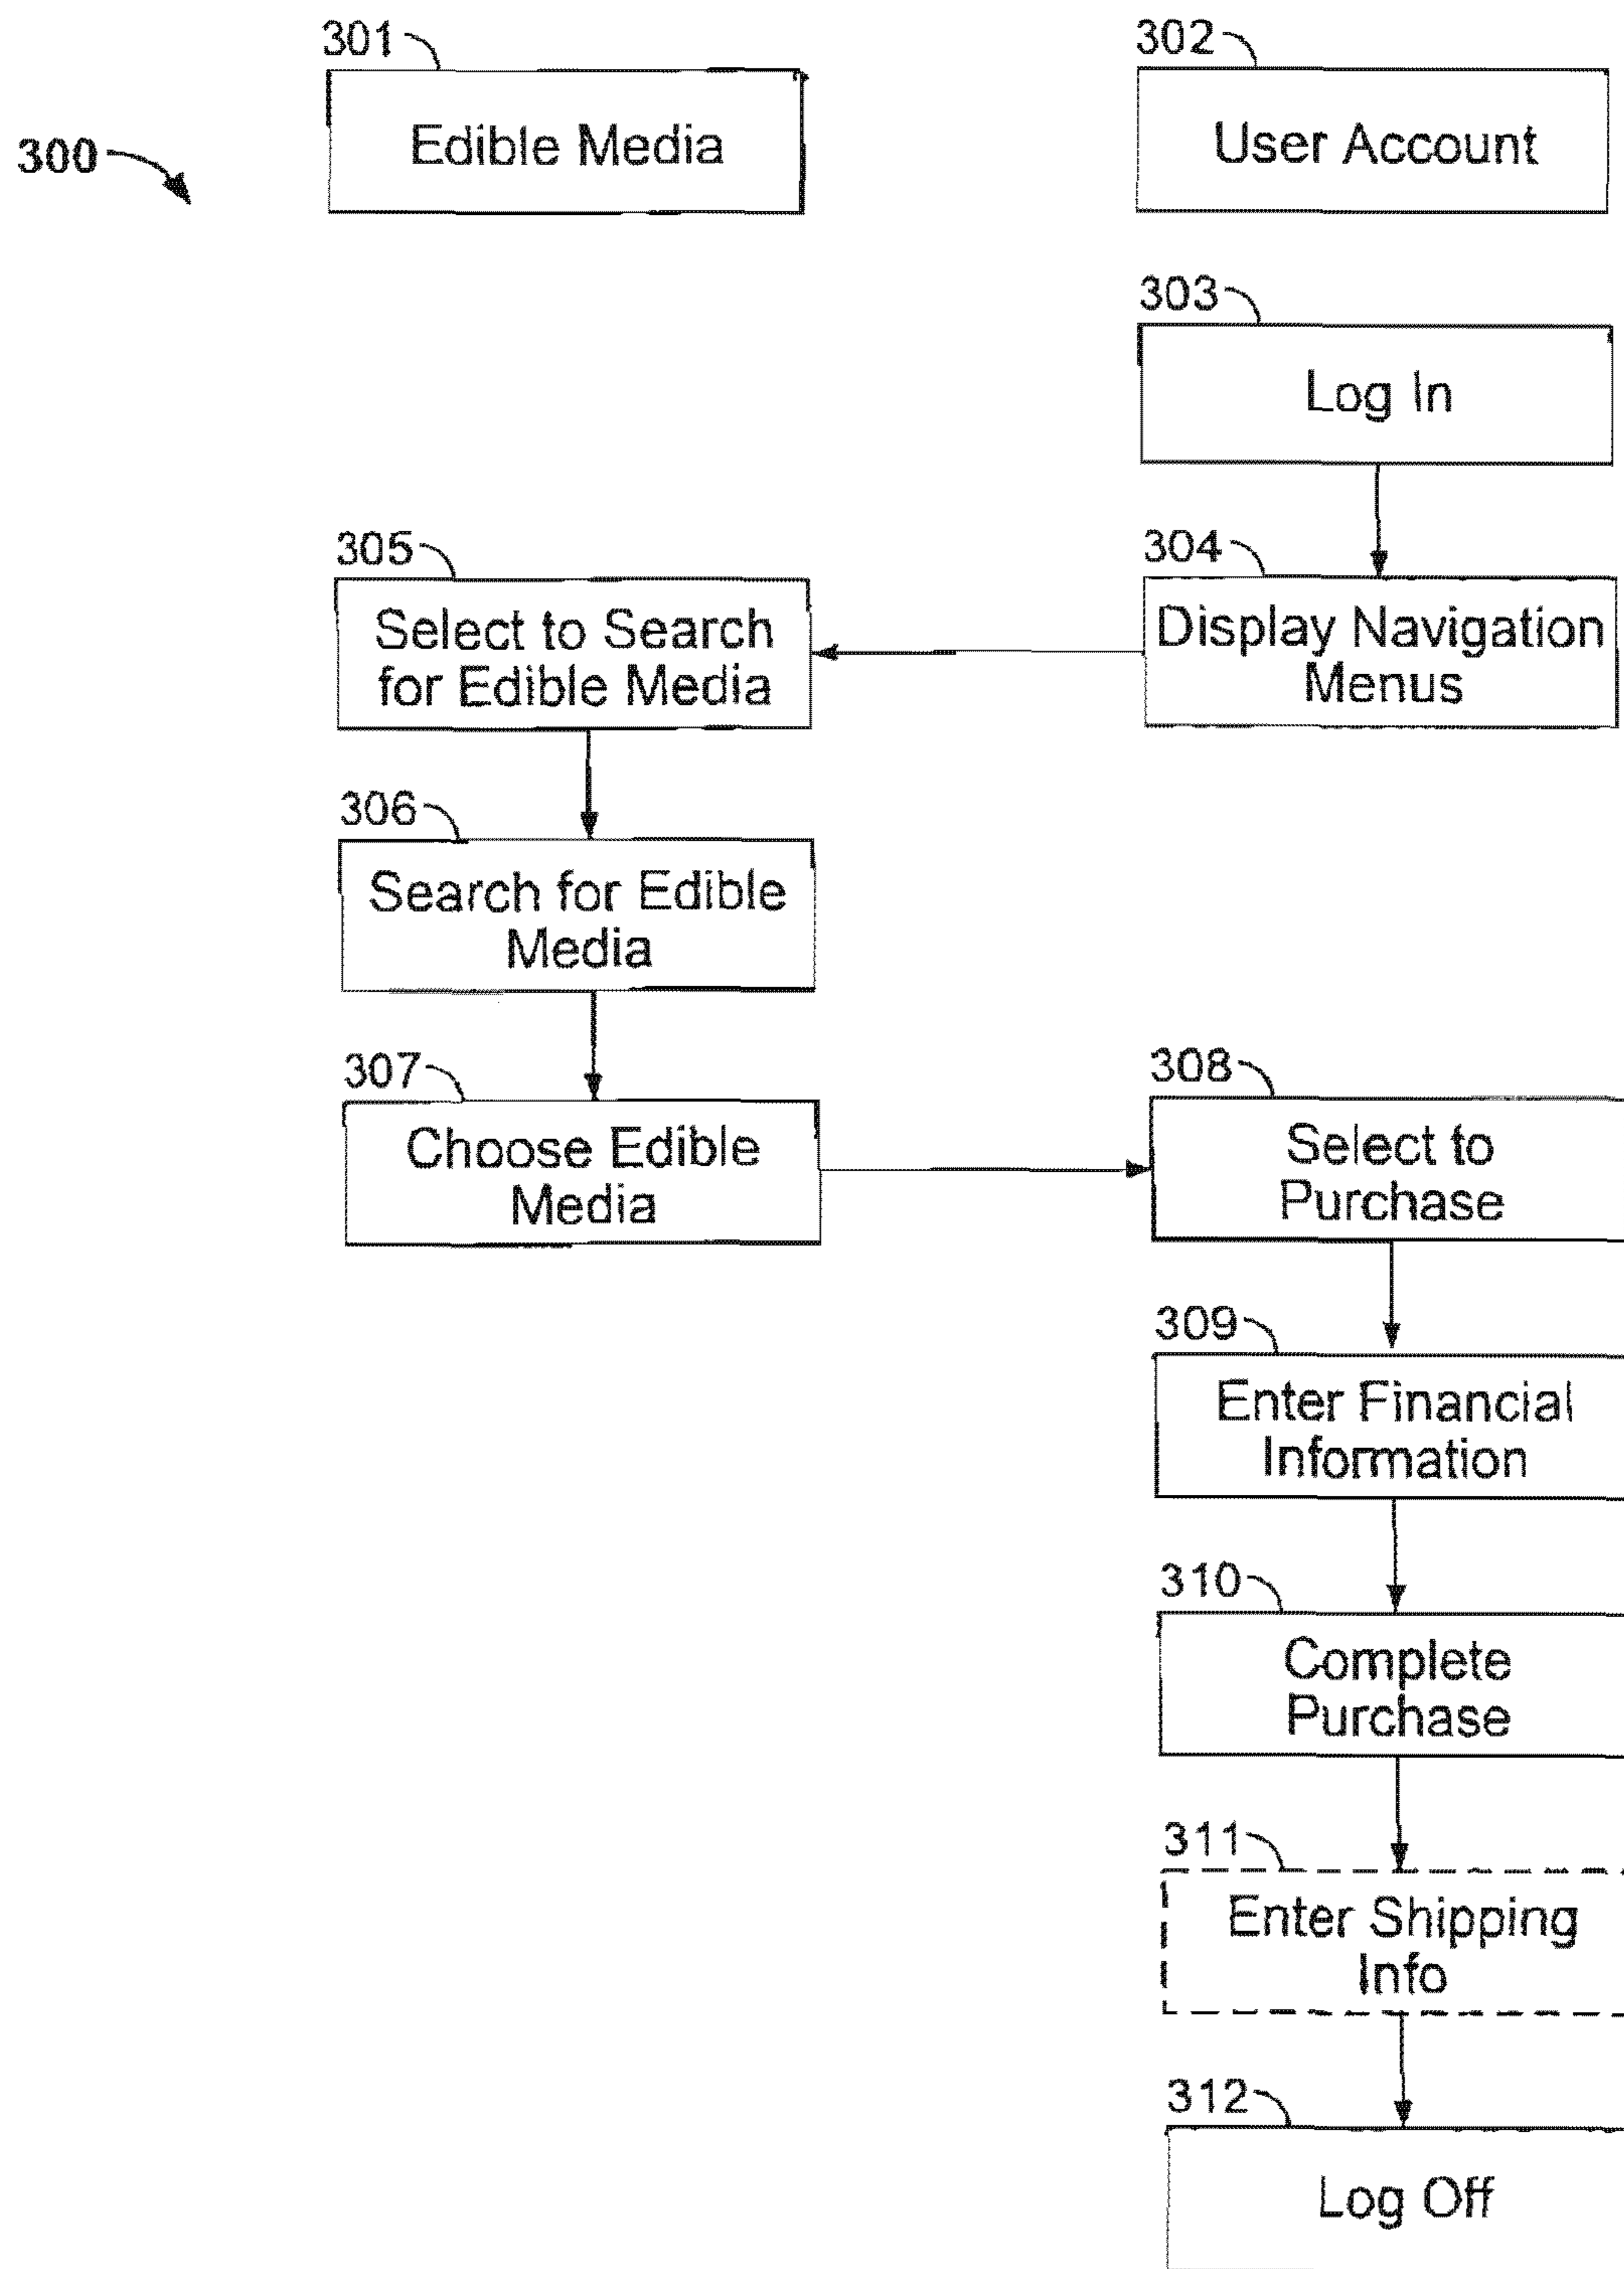 301
302
300
Edible Media
User Account
303
Log In
305
304
Select to Search
for Edible Media
Display Navigation
Menus
306
Search for Edible
Media
307
308
Choose Edible
Media
Select to
Purchase
309
Enter Financial
Information
310
Complete
Purchase
311
Enter Shipping
Info
312
Log Off